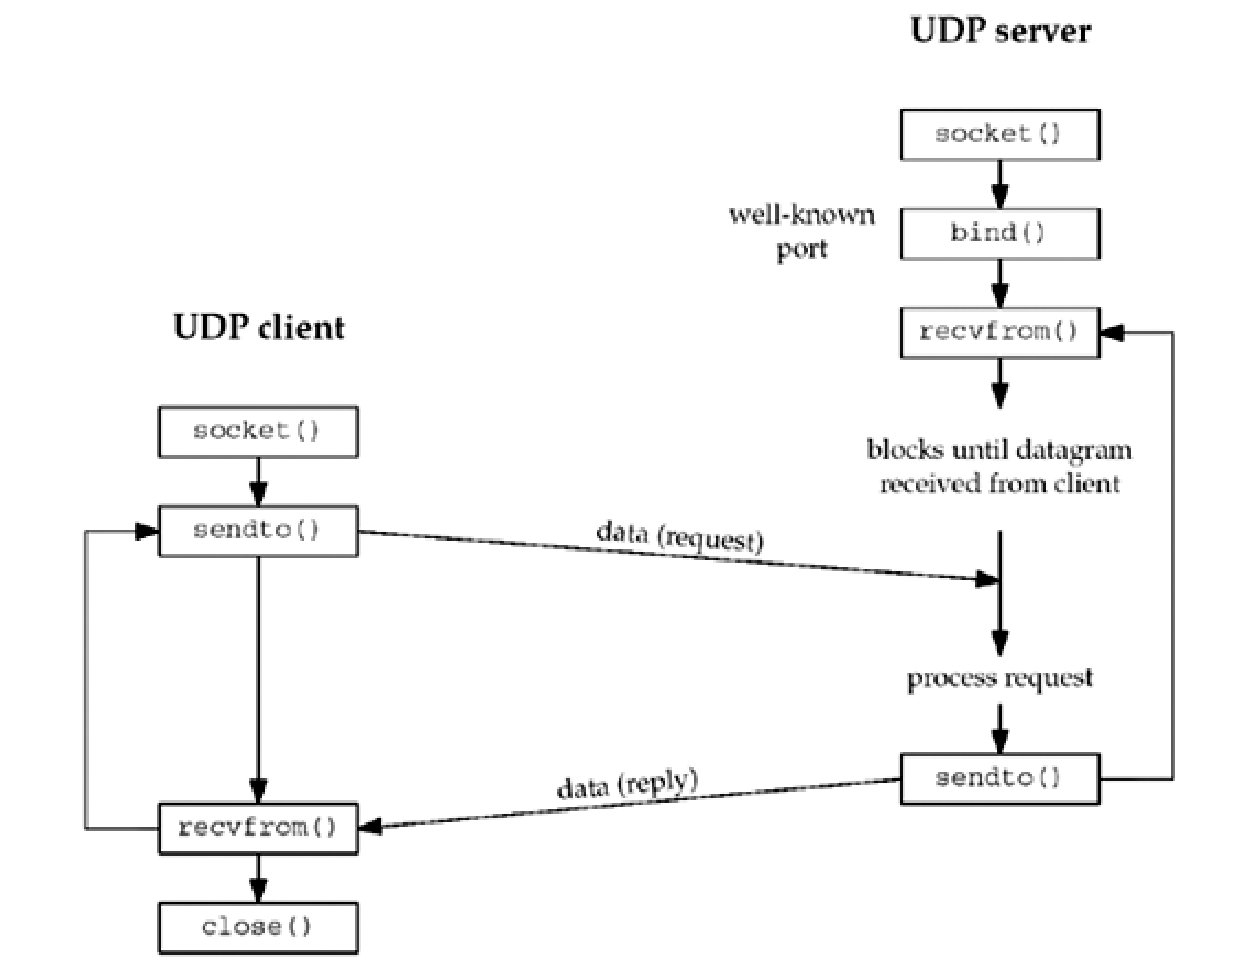 UDP server
socket()
well-known
port
bind()
recvfrom()
UDP client
socket()
blocks until datagram
received from client
sendto()
data (request)
process request
data (reply)
sendto()
recvfrom()
close()